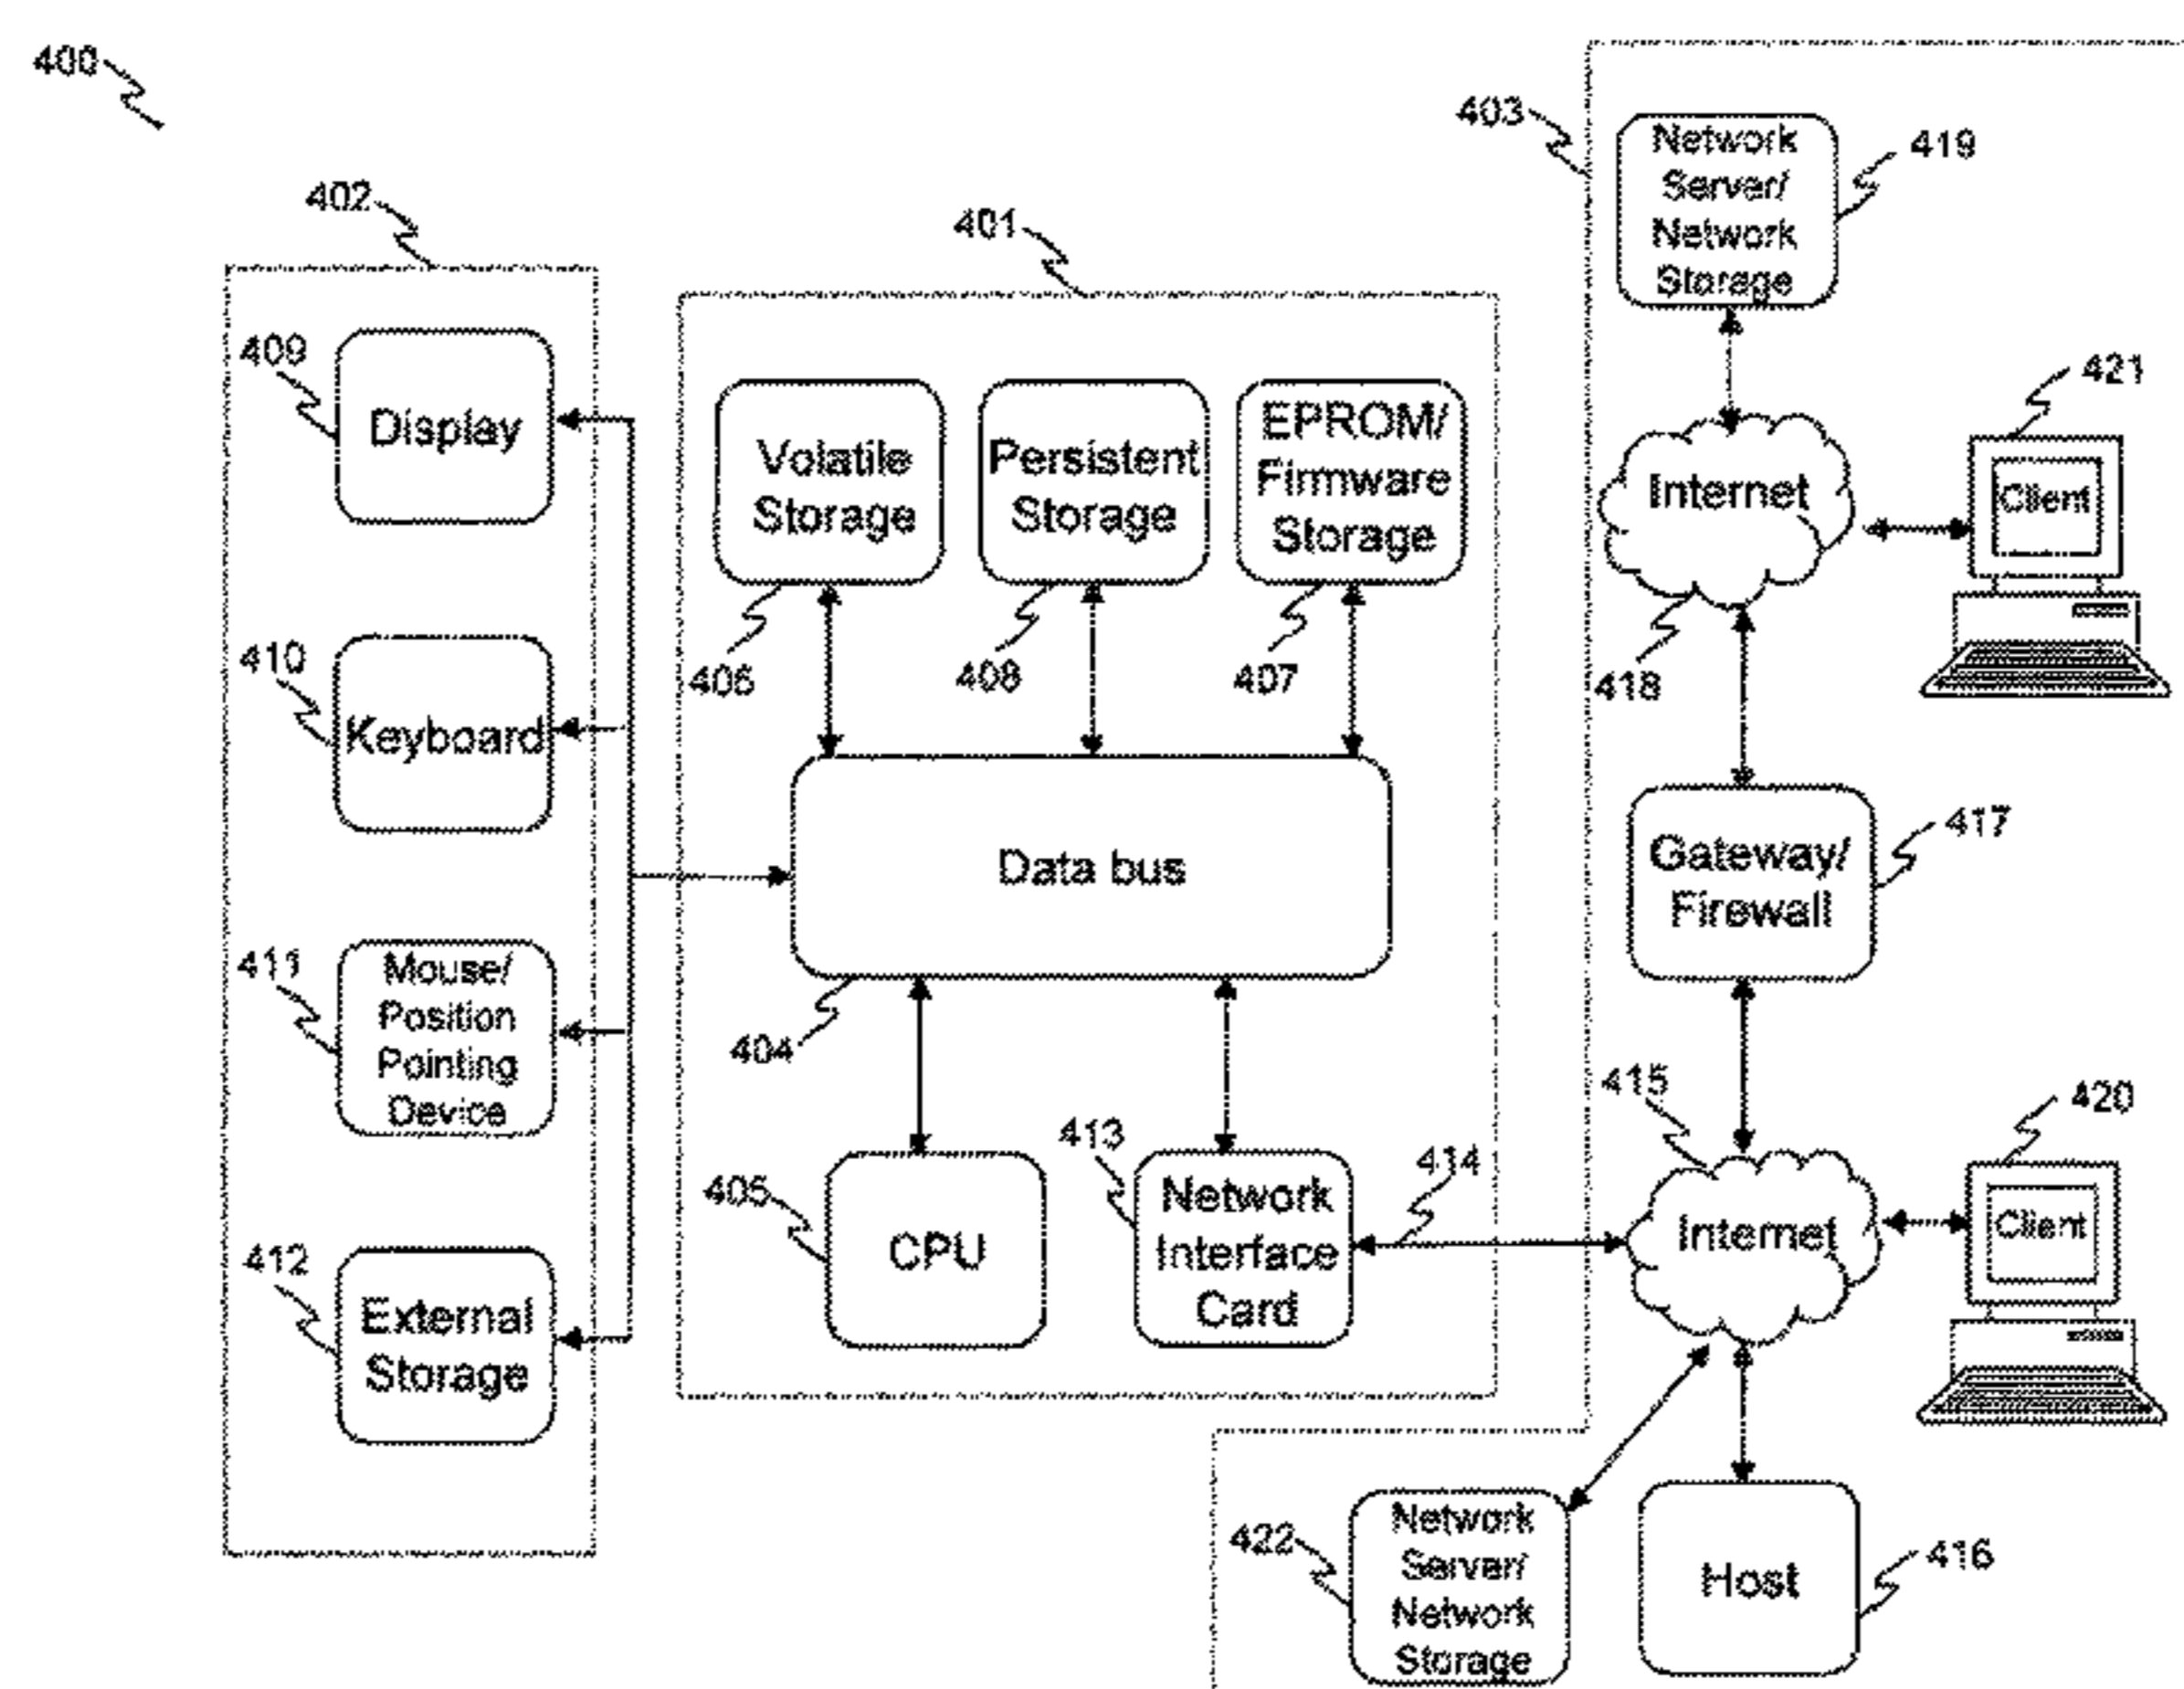 400
402
401
403
409
Display
410
Keyboard
411
Mouse/
Position
Pointing
Device
412
External
Storage
Volatile
Storage
406
Persistent
Storage
408
EPROM/
Firmware
Storage
407
Data bus
404
405
CPU
413
Network
Interface
Card
414
Network
Server/
Network
Storage
419
Internet
418
421
Client
Gateway/
Firewall
417
415
Internet
420
Client
422
Network
Server/
Network
Storage
Host
416